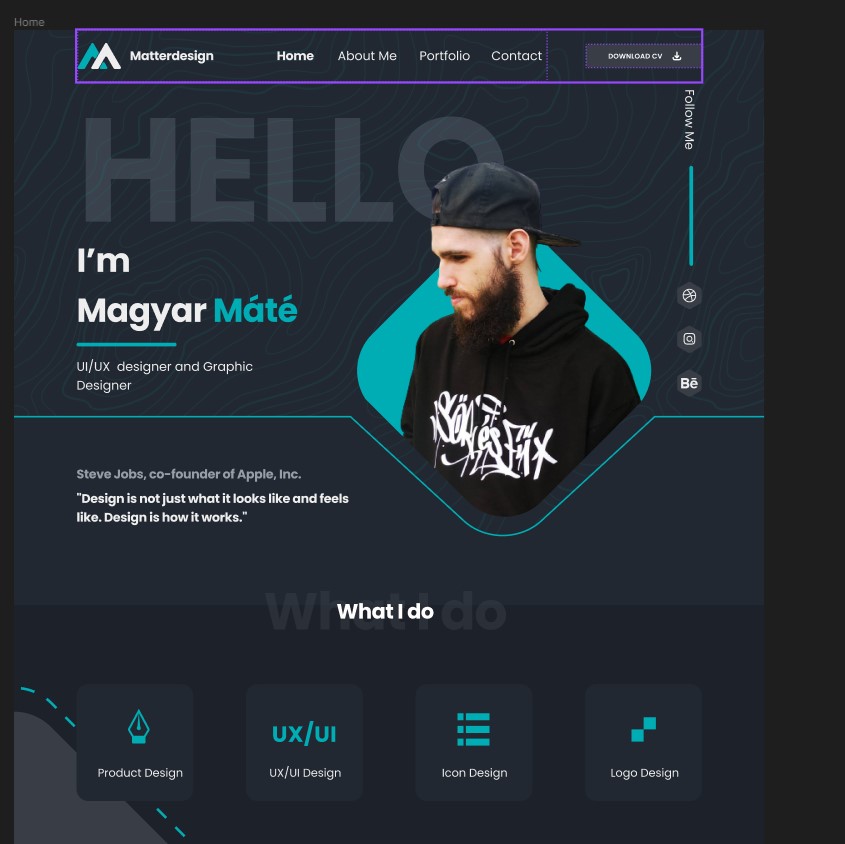 Home
Matterdesign
Home About Me Portfolio Contact
DOWNLOAD CV
Follow Me
HELLO
I'm
Magyar Máté
UI/UX designer and Graphic
Designer
Bē
Steve Jobs, co-founder of Apple, Inc.
"Design is not just what it looks like and feels
like. Design is how it works."
What I do
What I do
UX/UI
Product Design
UX/UI Design
Icon Design
Logo Design